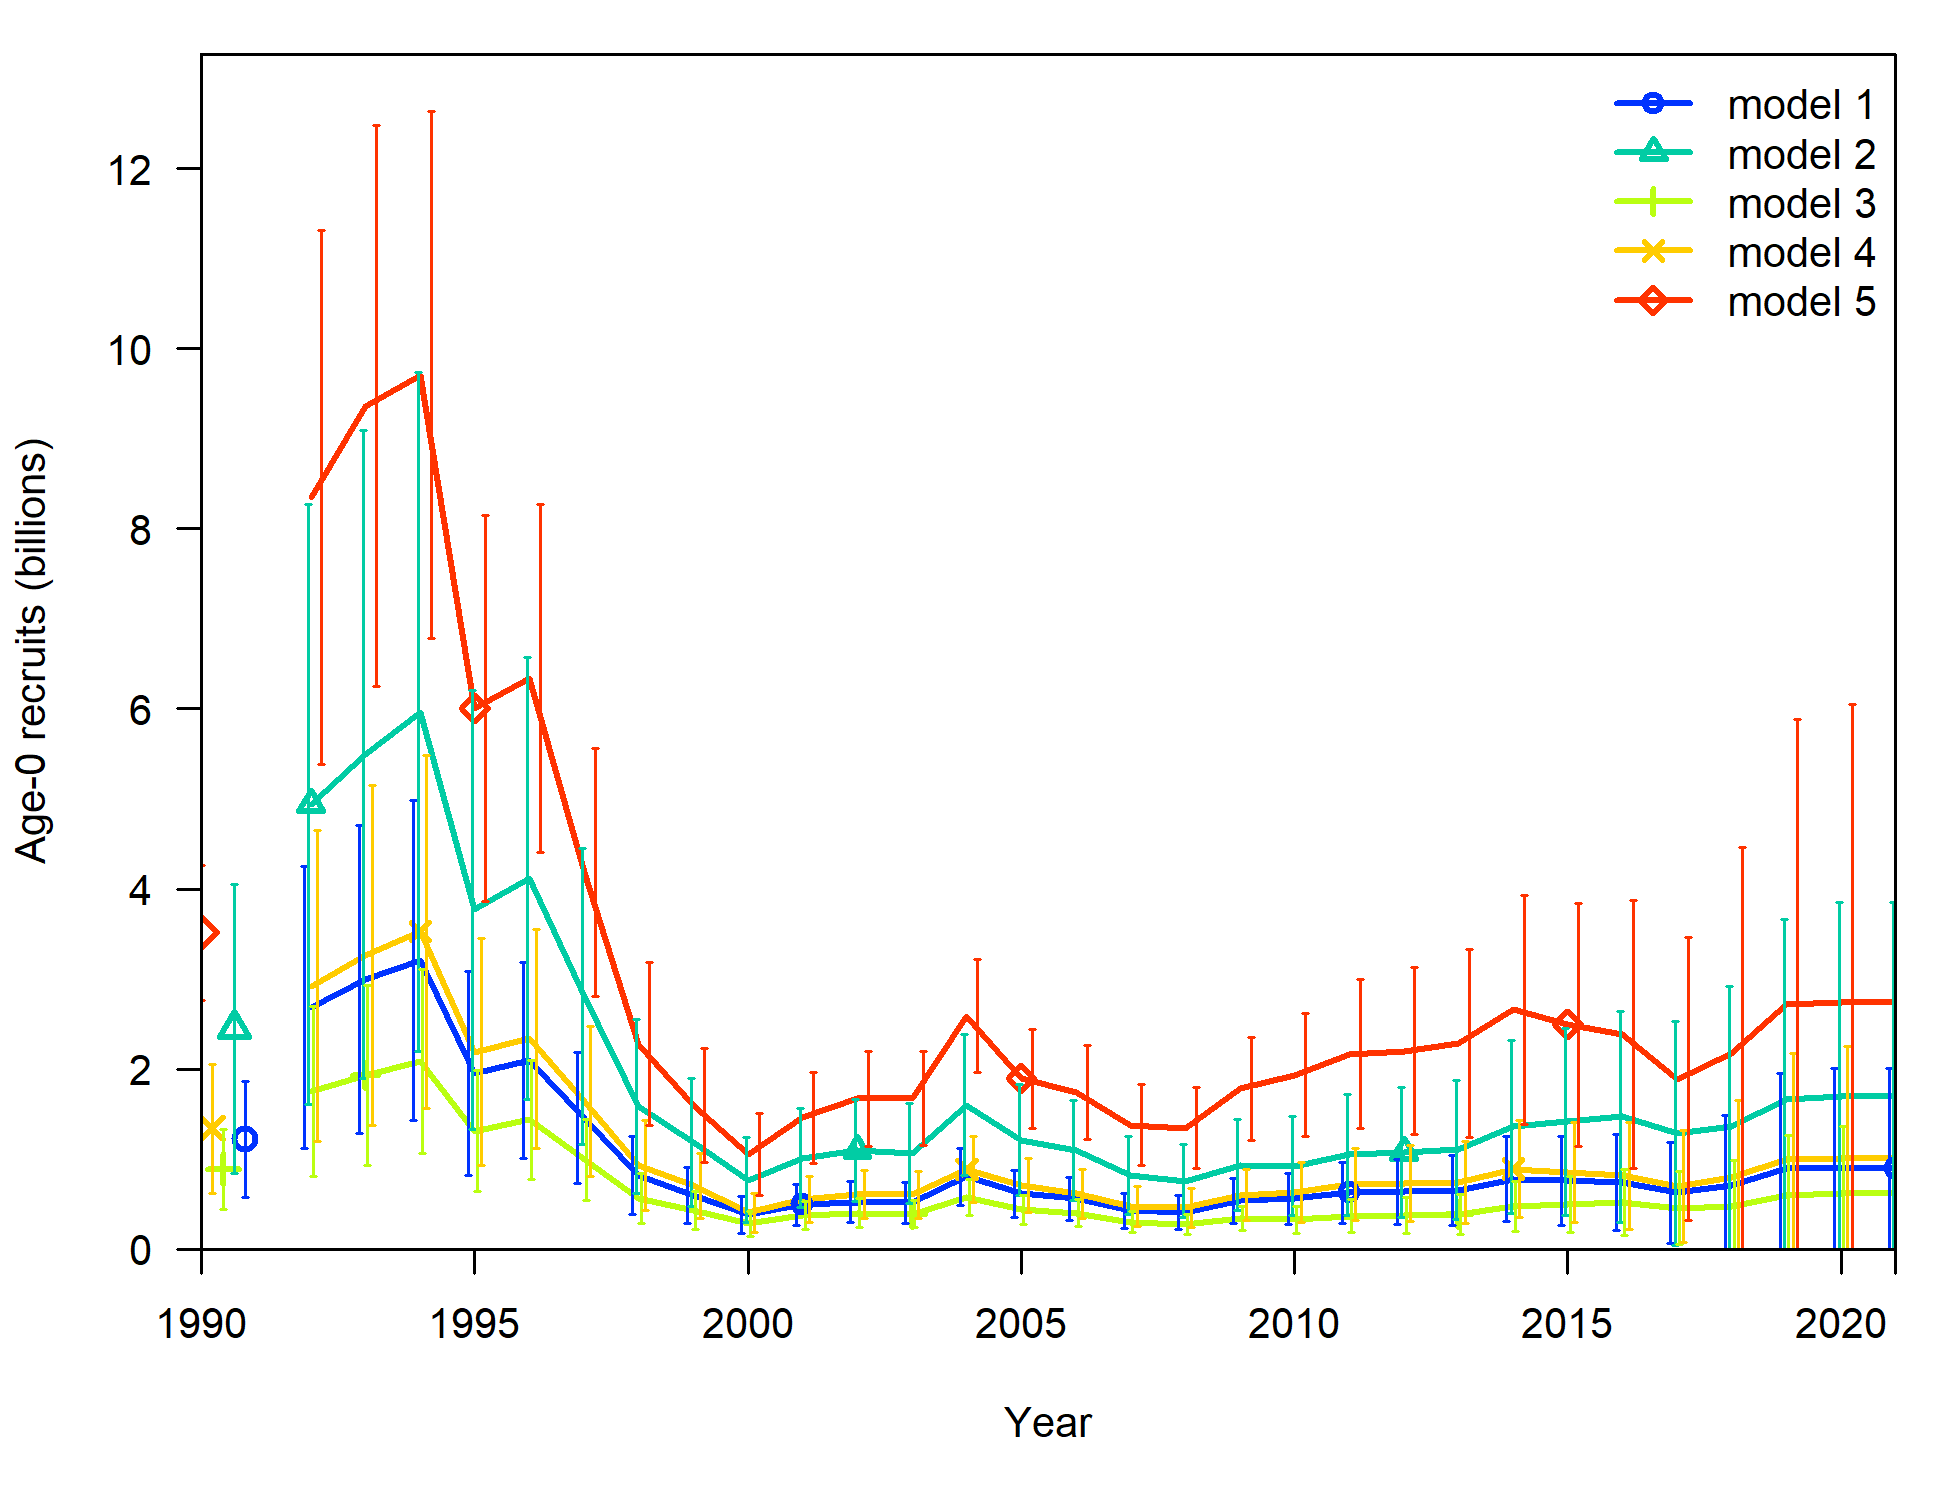 model 1
model 2
model 3
model 4
model 5
Age-0 recruits (billions)
12
10
8
6
4
2
0
1990 1995 2000 2005 2010 2015 2020
Year